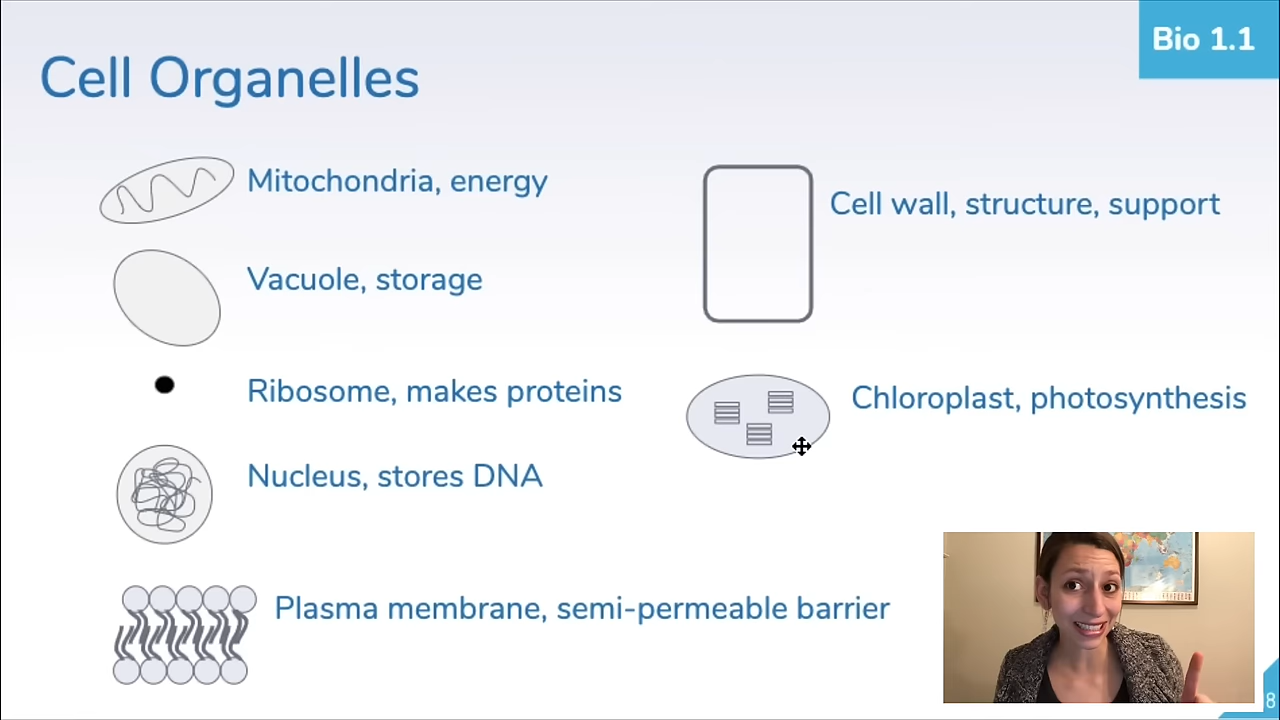 Bio 1.1
Cell Organelles
Mitochondria, energy
Vacuole, storage
Ribosome, makes proteins
Nucleus, stores DNA
Plasma membrane, semi-permeable barrier
Cell wall, structure, support
Chloroplast, photosynthesis
8